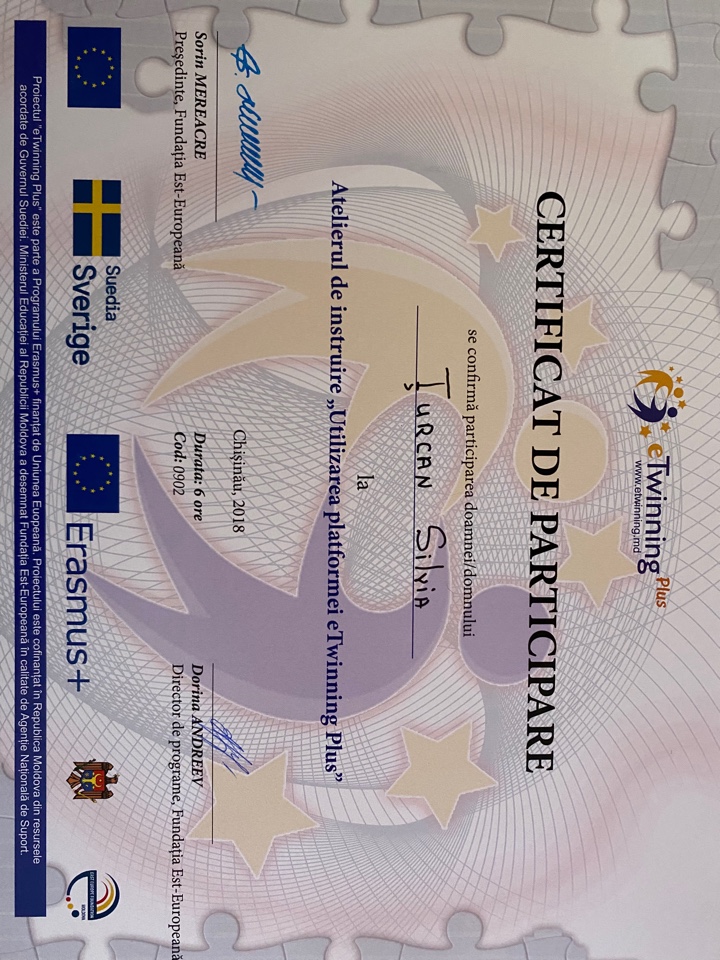 eTwinning Plus
www.etwinning.md
CERTIFICAT DE PARTICIPARE
se confirmă participarea doamnei/domnului
Țurcan Silvia
la
Atelierul de instruire „Utilizarea platformei eTwinning Plus”
Chișinău, 2018
Sorin MEREACRE
Președinte, Fundația Est-Europeană
Durata: 6 ore
Cod: 0902
Dorina ANDREEV
Director de programe, Fundația Est-Europeană
Suedia
Sverige
Erasmus+
EAST EUROPE FOUNDATION
MOLDOVA
Proiectul "eTwinning Plus" este parte a Programului Erasmus+ finanțat de Uniunea Euopeană. Proiectului este cofinanțat în Republica Moldova din resursele
acordate de Guvernul Suediei. Ministerul Educației al Republicii Moldova a desemnat Fundația Est-Europeană în calitate de Agenție Națională de Suport.